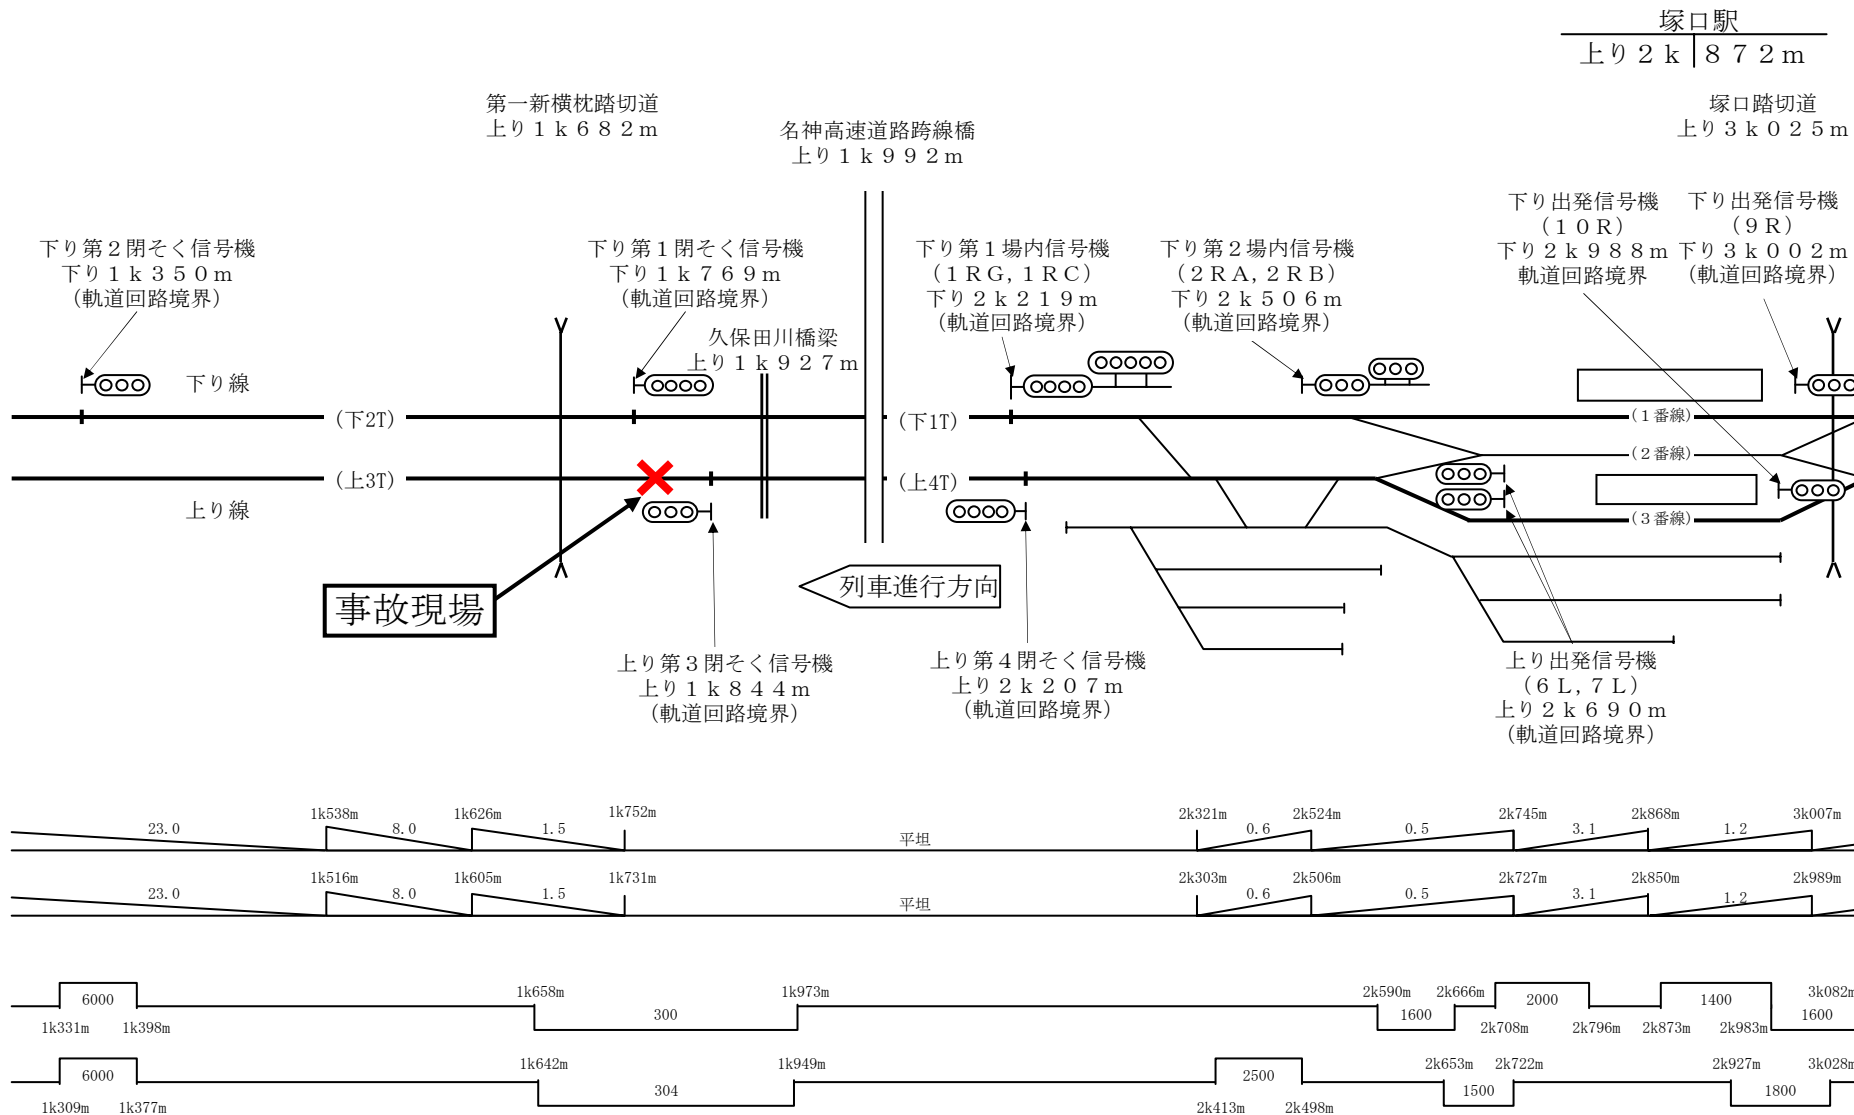 塚口駅
上り２ｋ８７２ｍ
第一新横枕踏切道
上り１ｋ６８２ｍ
名神高速道路跨線橋
上り１ｋ９９２ｍ
塚口踏切道
上り３ｋ０２５ｍ
下り第２閉そく信号機
下り１ｋ３５０ｍ
(軌道回路境界)
下り第１閉そく信号機
下り１ｋ７６９ｍ
(軌道回路境界)
久保田川橋梁
上り１ｋ９２７ｍ
下り第１場内信号機
(１ＲＧ,１ＲＣ)
下り２ｋ２１９ｍ
(軌道回路境界)
下り第２場内信号機
(２ＲＡ,２ＲＢ)
下り２ｋ５０６ｍ
(軌道回路境界)
下り出発信号機
(１０Ｒ)
下り２ｋ９８８ｍ
軌道回路境界
下り出発信号機
(９Ｒ)
下り３ｋ００２ｍ
(軌道回路境界)
下り線
(下2T)
(下1T)
(１番線)
(２番線)
(上3T)
(上4T)
上り線
(３番線)
列車進行方向
事故現場
上り第３閉そく信号機
上り１ｋ８４４ｍ
(軌道回路境界)
上り第４閉そく信号機
上り２ｋ２０７ｍ
(軌道回路境界)
上り出発信号機
(６Ｌ,７Ｌ)
上り２ｋ６９０ｍ
(軌道回路境界)
1k538m 1k626m 1k752m 2k321m 2k524m 2k745m 2k868m 3k007m
23.0 8.0 1.5 平坦 0.6 0.5 3.1 1.2
1k516m 1k605m 1k731m 2k303m 2k506m 2k727m 2k850m 2k989m
23.0 8.0 1.5 平坦 0.6 0.5 3.1 1.2
1k658m 1k973m 2k590m 2k666m 3k082m
6000 300 1600 2000 1400 1600
1k331m 1k398m 2k708m 2k796m 2k873m 2k983m
1k642m 1k949m 2k653m 2k722m 2k927m 3k028m
6000 304 2500 1500 1800
1k309m 1k377m 2k413m 2k498m